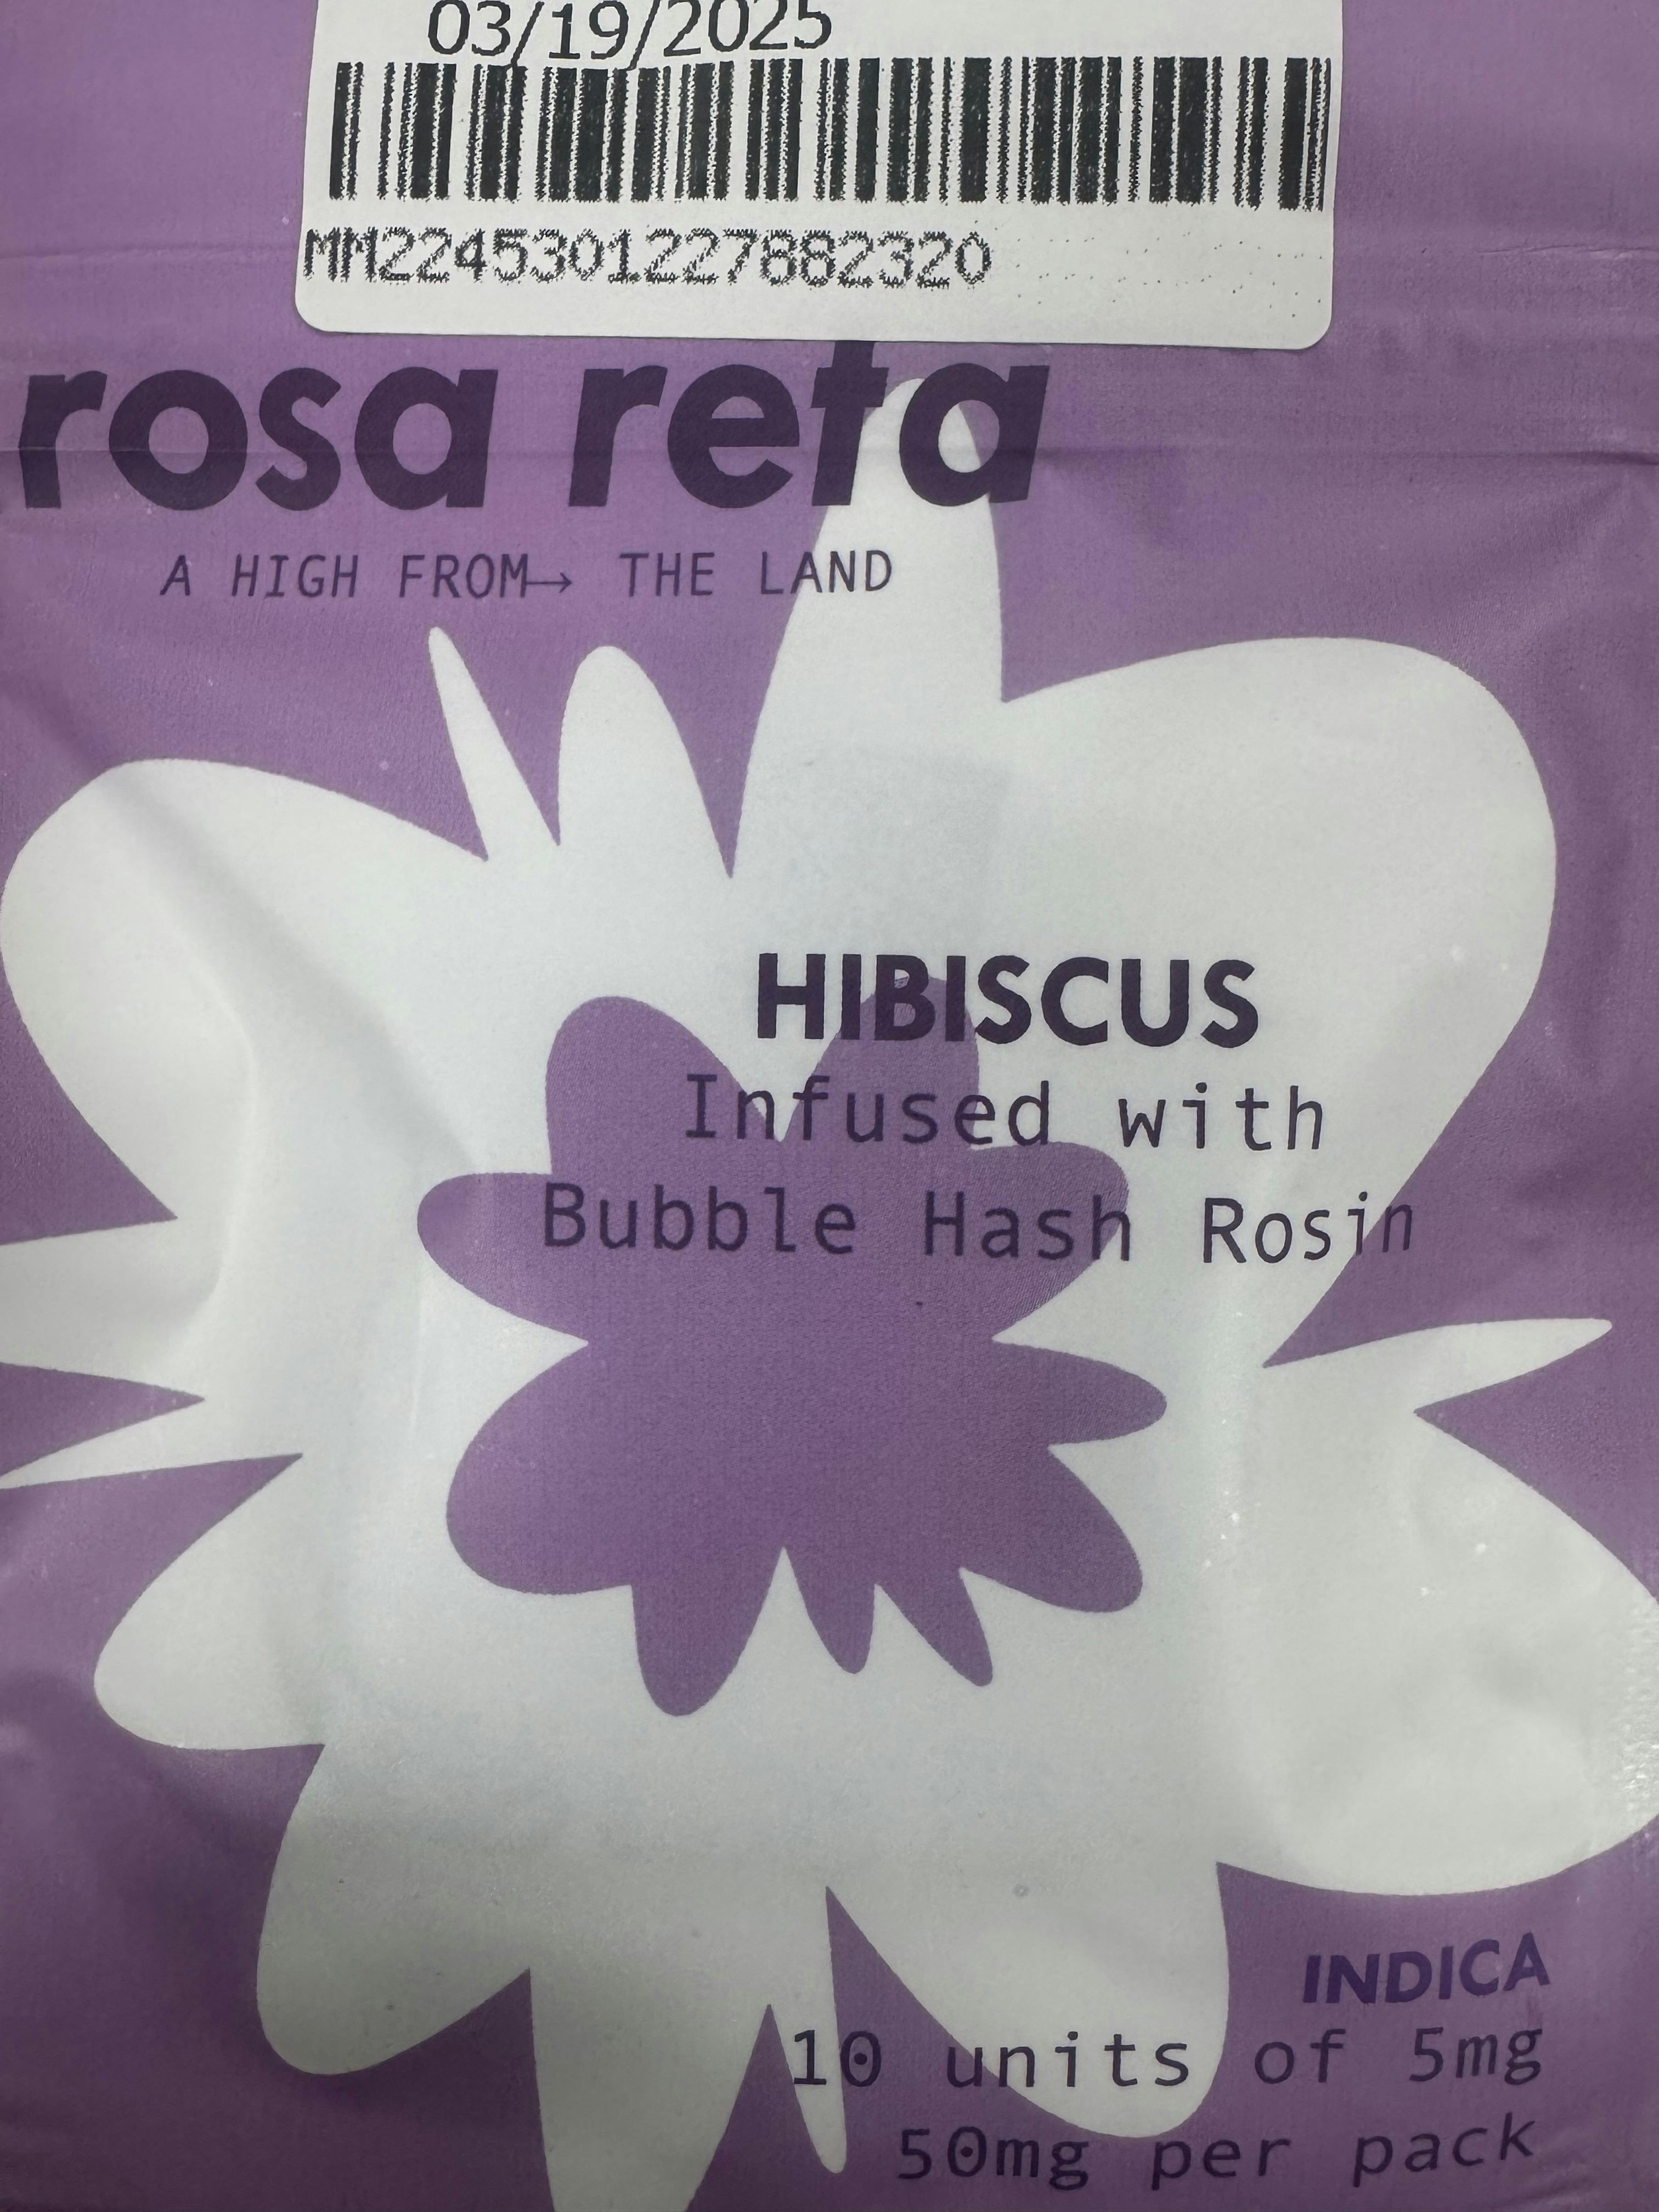 03/19/2025
MM2245301227882320
rosa reta
A HIGH FROM→ THE LAND
HIBISCUS
Infused with
Bubble Hash Rosin
INDICA
10 units of 5mg
50mg per pack